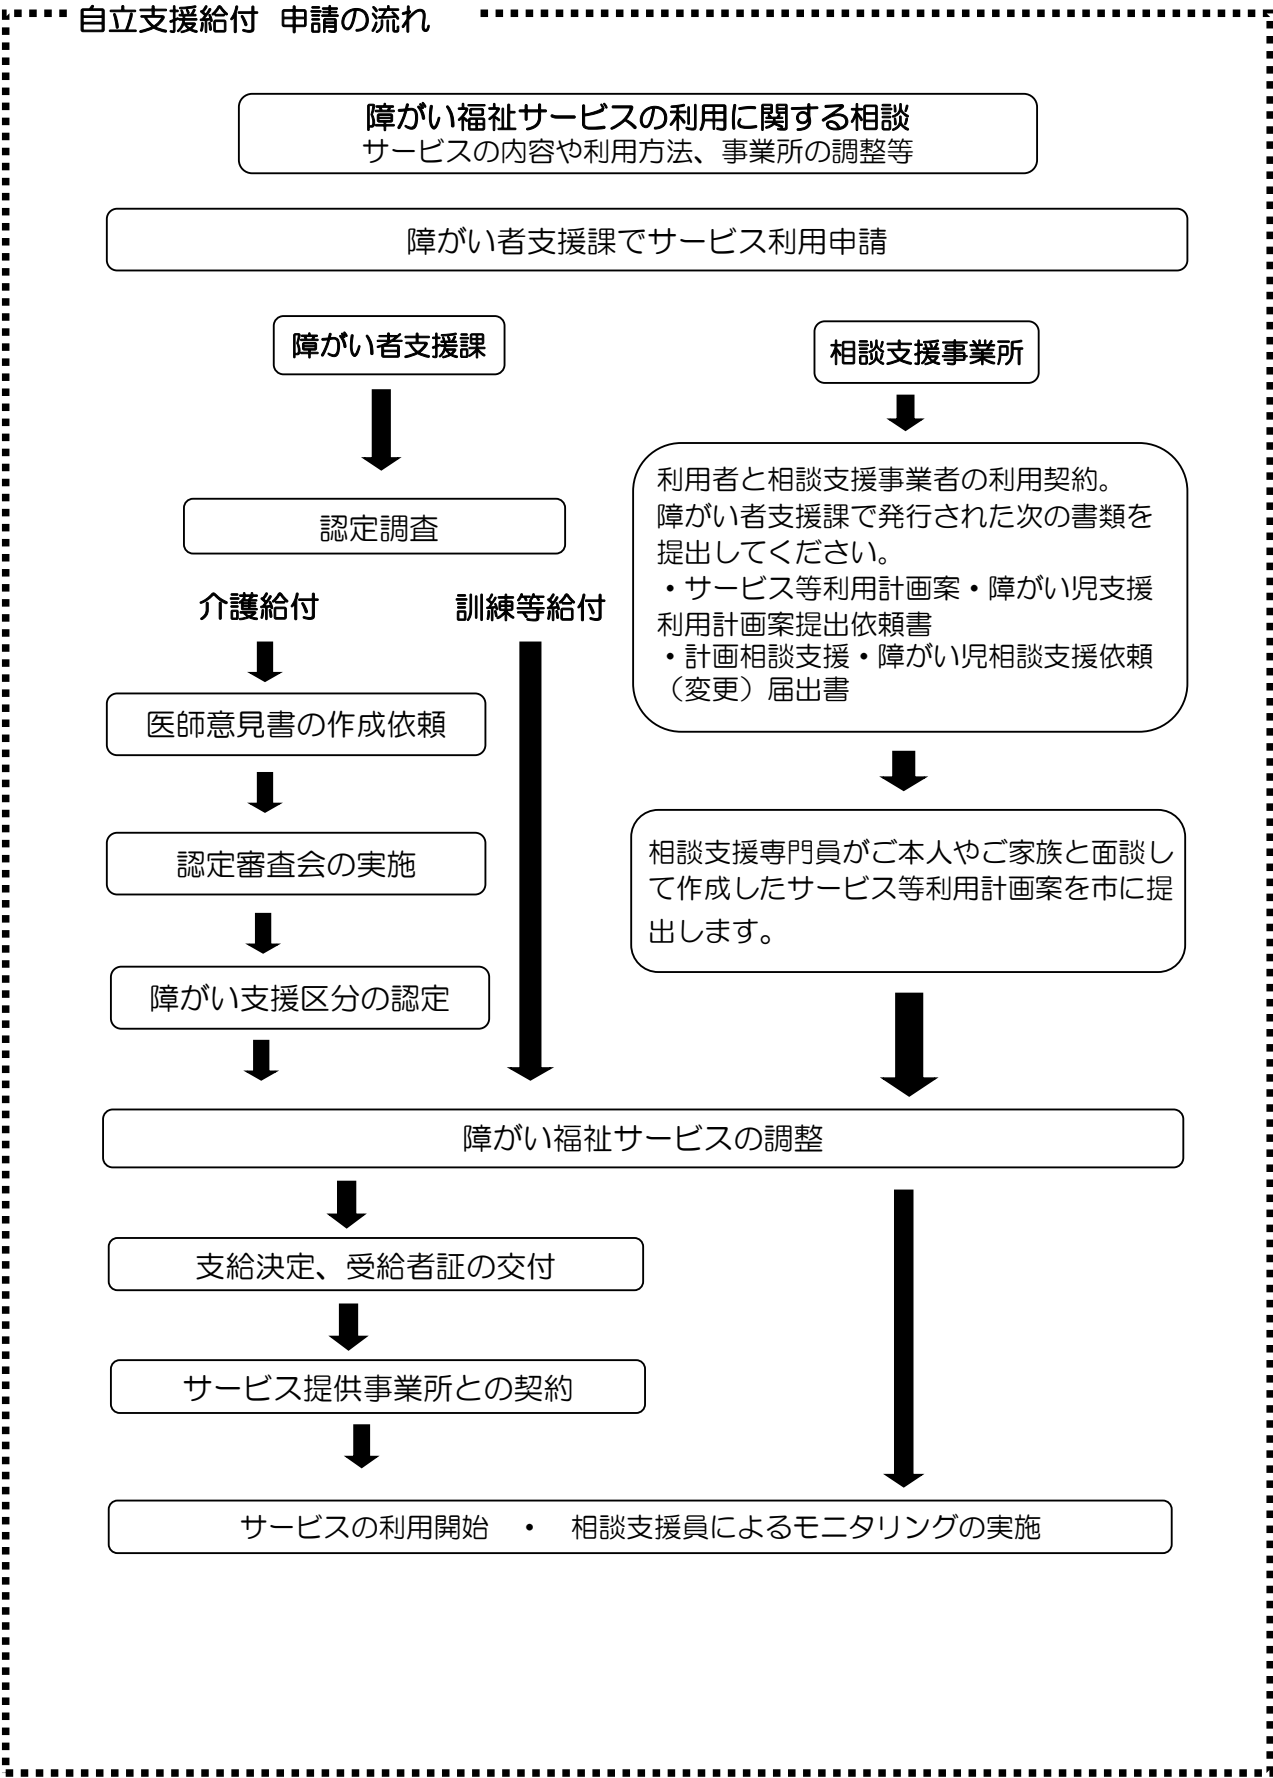 自立支援給付 申請の流れ
障がい福祉サービスの利用に関する相談
サービスの内容や利用方法、事業所の調整等
障がい者支援課でサービス利用申請
障がい者支援課
認定調査
介護給付
訓練等給付
医師意見書の作成依頼
認定審査会の実施
障がい支援区分の認定
相談支援事業所
利用者と相談支援事業者の利用契約。
障がい者支援課で発行された次の書類を
提出してください。
・サービス等利用計画案・障がい児支援
利用計画案提出依頼書
・計画相談支援・障がい児相談支援依頼
（変更）届出書
相談支援専門員がご本人やご家族と面談し
て作成したサービス等利用計画案を市に提
出します。
障がい福祉サービスの調整
支給決定、受給者証の交付
サービス提供事業所との契約
サービスの利用開始 ・ 相談支援員によるモニタリングの実施